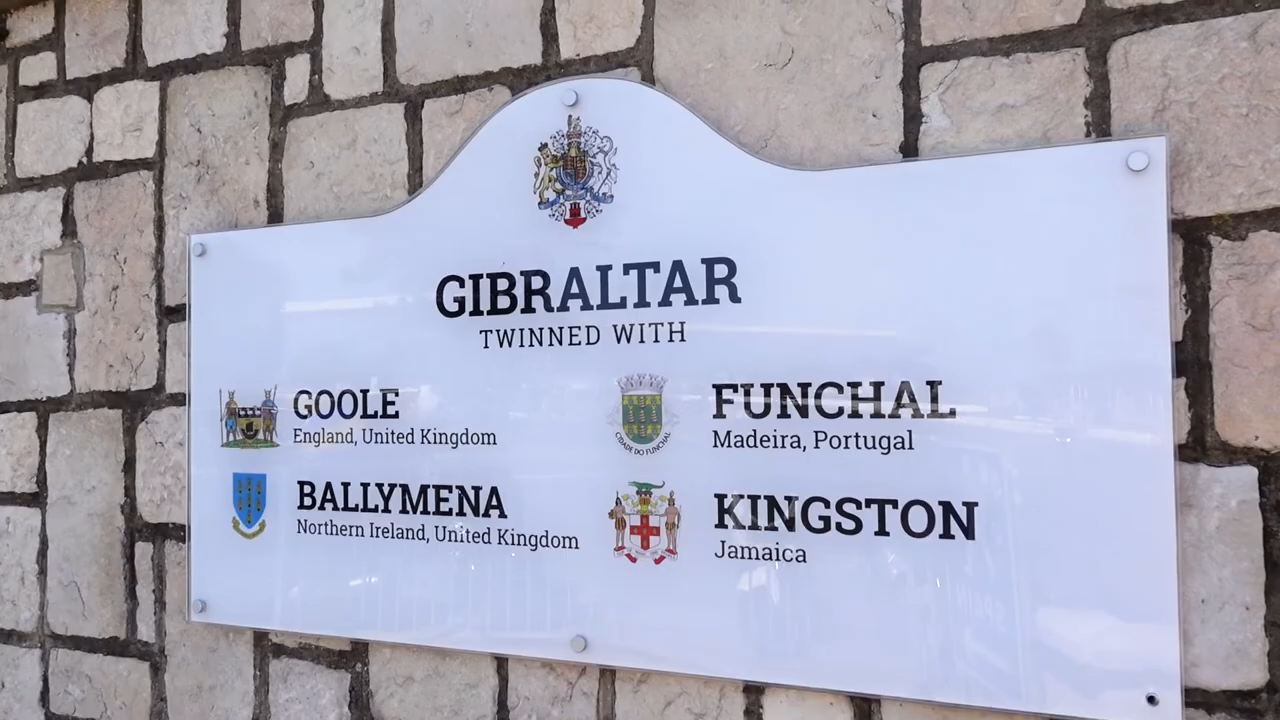 GIBRALTAR
TWINNED WITH
GOOLE
England, United Kingdom
BALLYMENA
Northern Ireland, United Kingdom
FUNCHAL
Madeira, Portugal
CIDADE DO FUNCHAL
KINGSTON
Jamaica